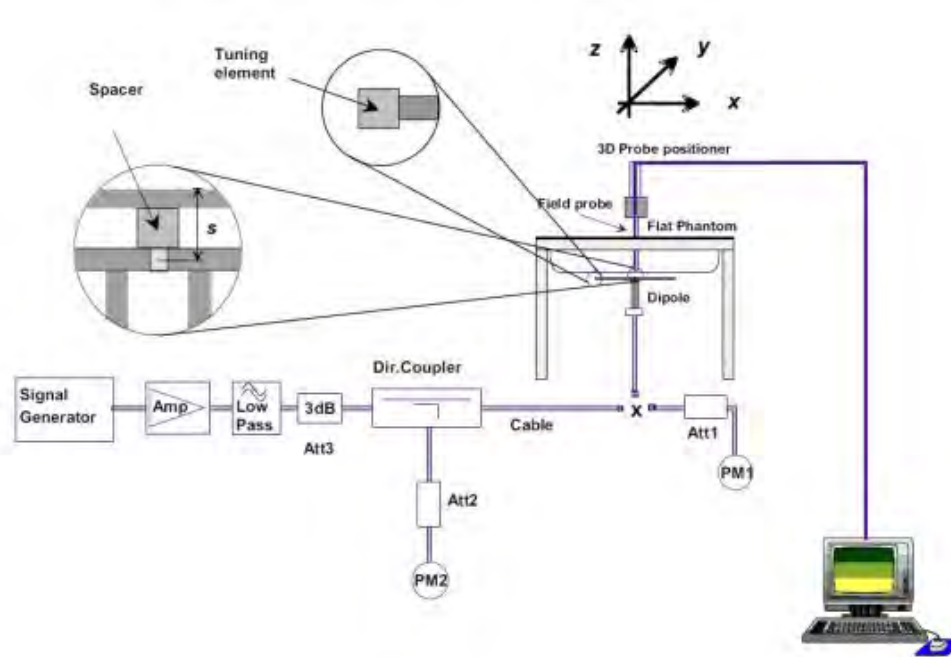 Tuning
element
Spacer
s
z
y
x
3D Probe positioner
Field probe
Flat Phantom
Dipole
Dir.Coupler
Signal
Generator
Amp
Low
Pass
3dB
Att3
Cable
x
Att1
PM1
Att2
PM2